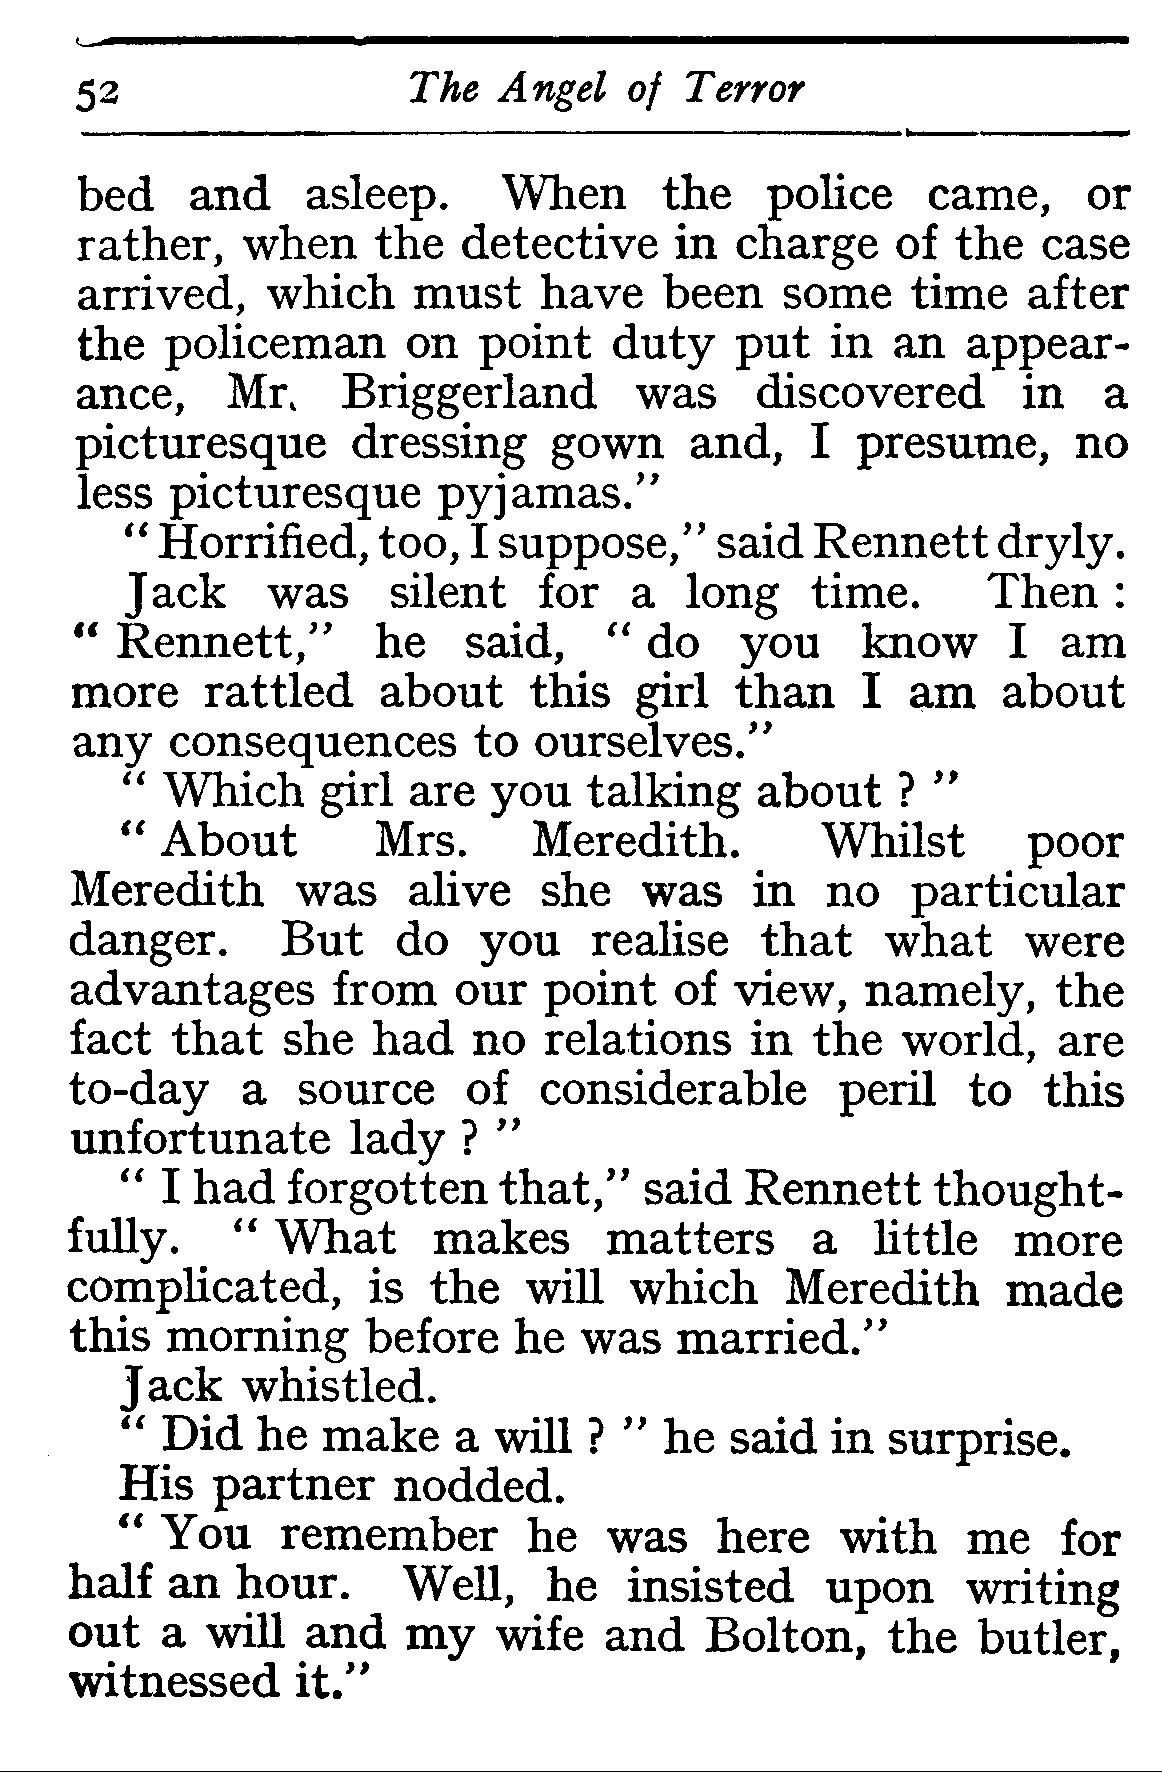 52 The Angel of Terror
bed and asleep. When the police came, or
rather, when the detective in charge of the case
arrived, which must have been some time after
the policeman on point duty put in an appear-
ance, Mr. Briggerland was discovered in a
picturesque dressing gown and, I presume, no
less picturesque pyjamas."
" Horrified, too, I suppose," said Rennett dryly.
Jack was silent for a long time. Then :
" Rennett," he said, " do you know I am
more rattled about this girl than I am about
any consequences to ourselves."
" Which girl are you talking about ? "
" About Mrs. Meredith. Whilst poor
Meredith was alive she was in no particular
danger. But do you realise that what were
advantages from our point of view, namely, the
fact that she had no relations in the world, are
to-day a source of considerable peril to this
unfortunate lady ? "
" I had forgotten that," said Rennett thought-
fully. " What makes matters a little more
complicated, is the will which Meredith made
this morning before he was married."
Jack whistled.
" Did he make a will ? " he said in surprise.
His partner nodded.
" You remember he was here with me for
half an hour. Well, he insisted upon writing
out a will and my wife and Bolton, the butler,
witnessed it."